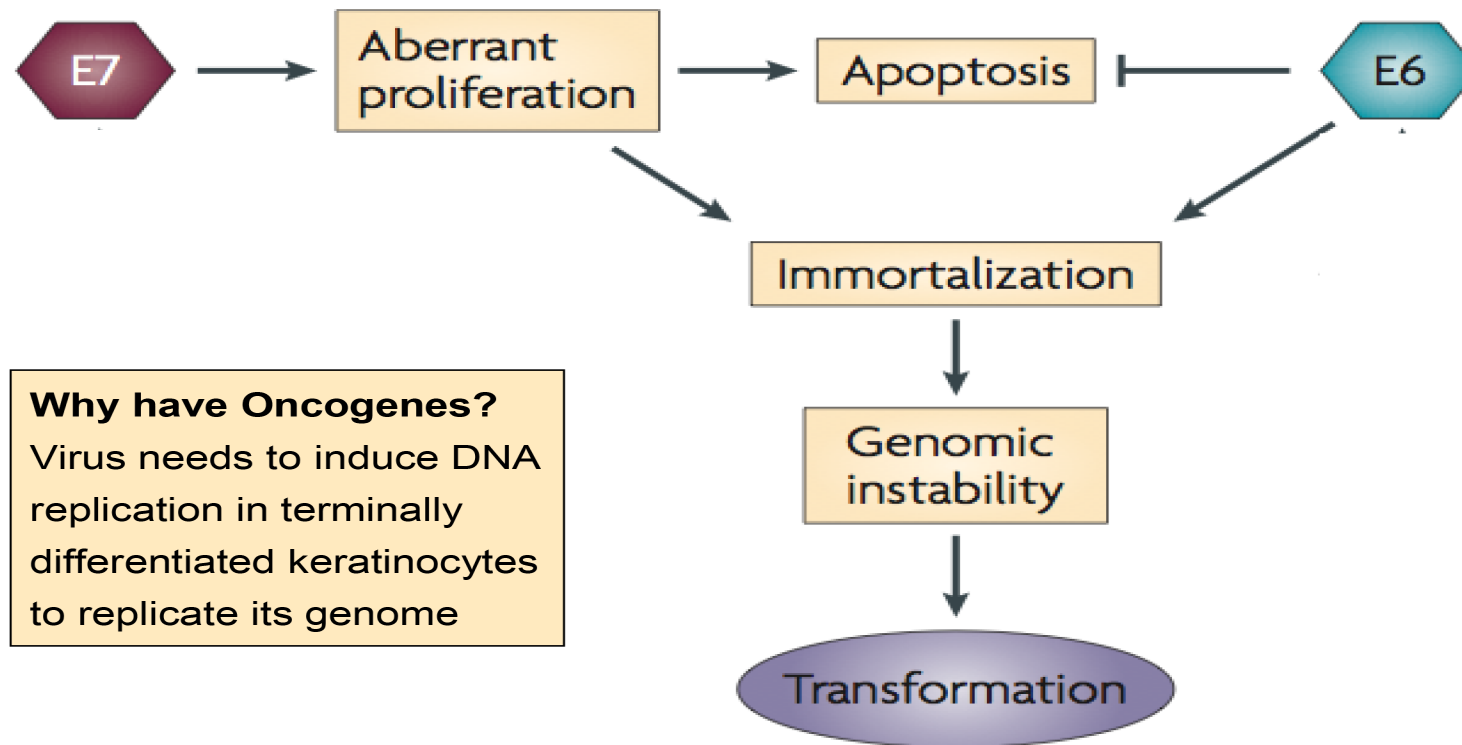 E7
Aberrant
proliferation
Apoptosis
E6
Immortalization
Why have Oncogenes?
Virus needs to induce DNA
replication in terminally
differentiated keratinocytes
to replicate its genome
Genomic
instability
Transformation